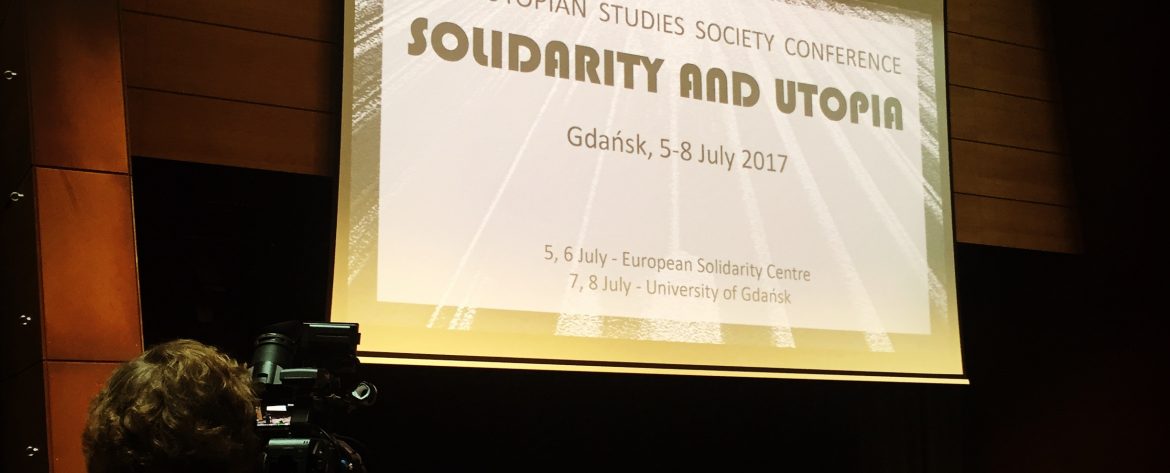 UTOPIAN STUDIES SOCIETY CONFERENCE
SOLIDARITY AND UTOPIA
Gdańsk, 5-8 July 2017
5, 6 July - European Solidarity Centre
7, 8 July - University of Gdańsk